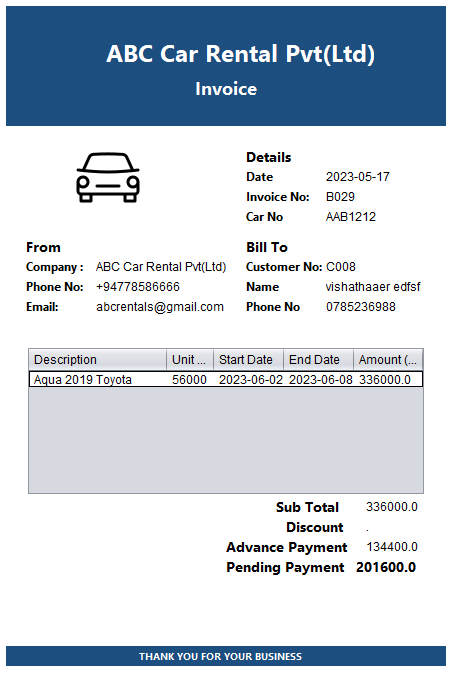 ABC Car Rental Pvt(Ltd)
Invoice
Details
Date 2023-05-17
Invoice No: B029
Car No AAB1212
From
Company : ABC Car Rental Pvt(Ltd)
Phone No: +94778586666
Email: abcrentals@gmail.com
Bill To
Customer No: C008
Name vishathaaer edfsf
Phone No 0785236988
Description Unit ... Start Date End Date Amount (...
Aqua 2019 Toyota 56000 2023-06-02 2023-06-08 336000.0
Sub Total 336000.0
Discount .
Advance Payment 134400.0
Pending Payment 201600.0
THANK YOU FOR YOUR BUSINESS